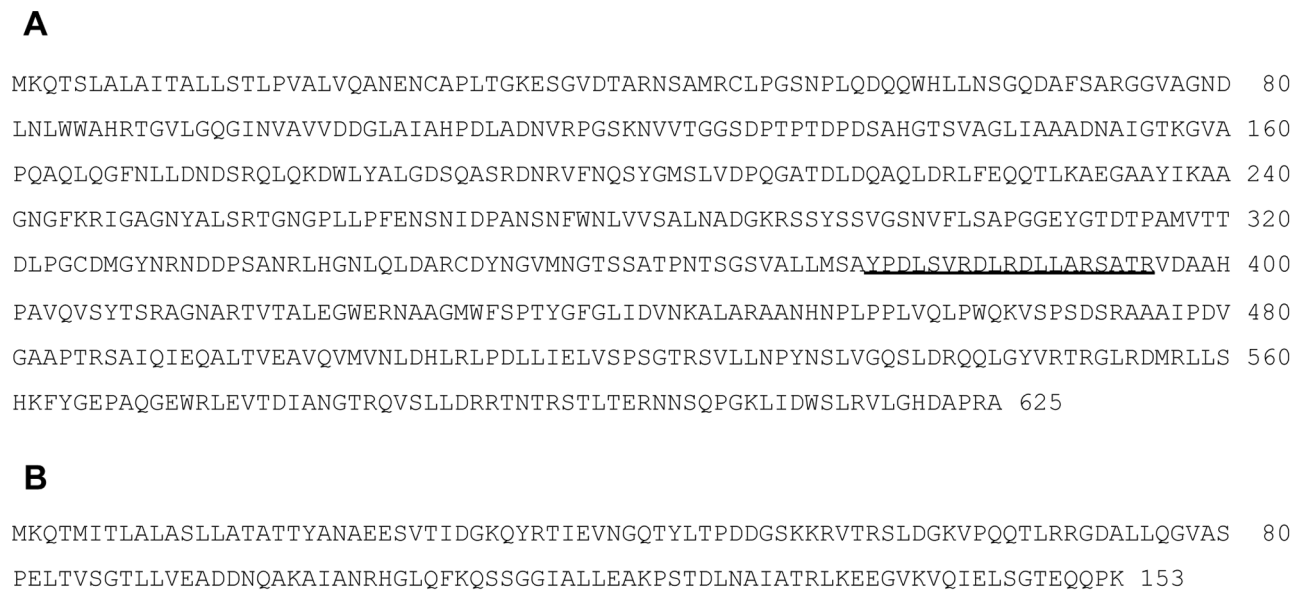 A
MKQTSLALAITALLSTLPVALVQANENCAPLTGKESGVDTARNSAMRCLPGSNPLQDQQWHLLNSGQDAFSARGGVAGND 80
LNLWWAHRTGVLGQGINVAVVDDGLAIAHPDLADNVRPGSKNVVTGGSDPTPTDPDSAHGTSVAGLIAAADNAIGTKGVA 160
PQAQLQGFNLLDNDSRQLQKDWLYALGDSQASRDNRVFNQSYGMSLVDPQGATDLDQAQLDRLFEQQTLKAEGAAYIKAA 240
GNGFKRIGAGNYALSRTGNGPLLPFENSNIDPANSNFWNLVVSALNADGKRSSYSSVGSNVFLSAPGGEYGTDTPAMVTT 320
DLPGCDMGYNRNDDPSANRLHGNLQLDARCDYNGVMNGTSSATPNTSGSVALLMSAYPDLSVRDLRDLLARSATRVDAAH 400
PAVQVSYTSRAGNARTVTALEGWERNAAGMWFSPTYGFGLIDVNKALARAANHNPLPPLVQLPWQKVSPSDSRAAAIPDV 480
GAAPTRSAIQIEQALTVEAVQVMVNLDHLRLPDLLIELVSPSGTRSVLLNPYNSLVGQSLDRQQLGYVRTRGLRDMRLLS 560
HKFYGEPAQGEWRLEVTDIANGTRQVSLLDRRTNTRSTLTERNNSQPGKLIDWSLRVLGHDAPRA 625
B
MKQTMITLALASLLATATTYANAEESVTIDGKQYRTIEVNGQTYLTPDDGSKKRVTRSLDGKVPQQTLRRGDALLQGVAS 80
PELTVSGTLLVEADDNQAKAIANRHGLQFKQSSGGIALLEAKPSTDLNAIATRLKEEGVKVQIELSGTEQQPK 153